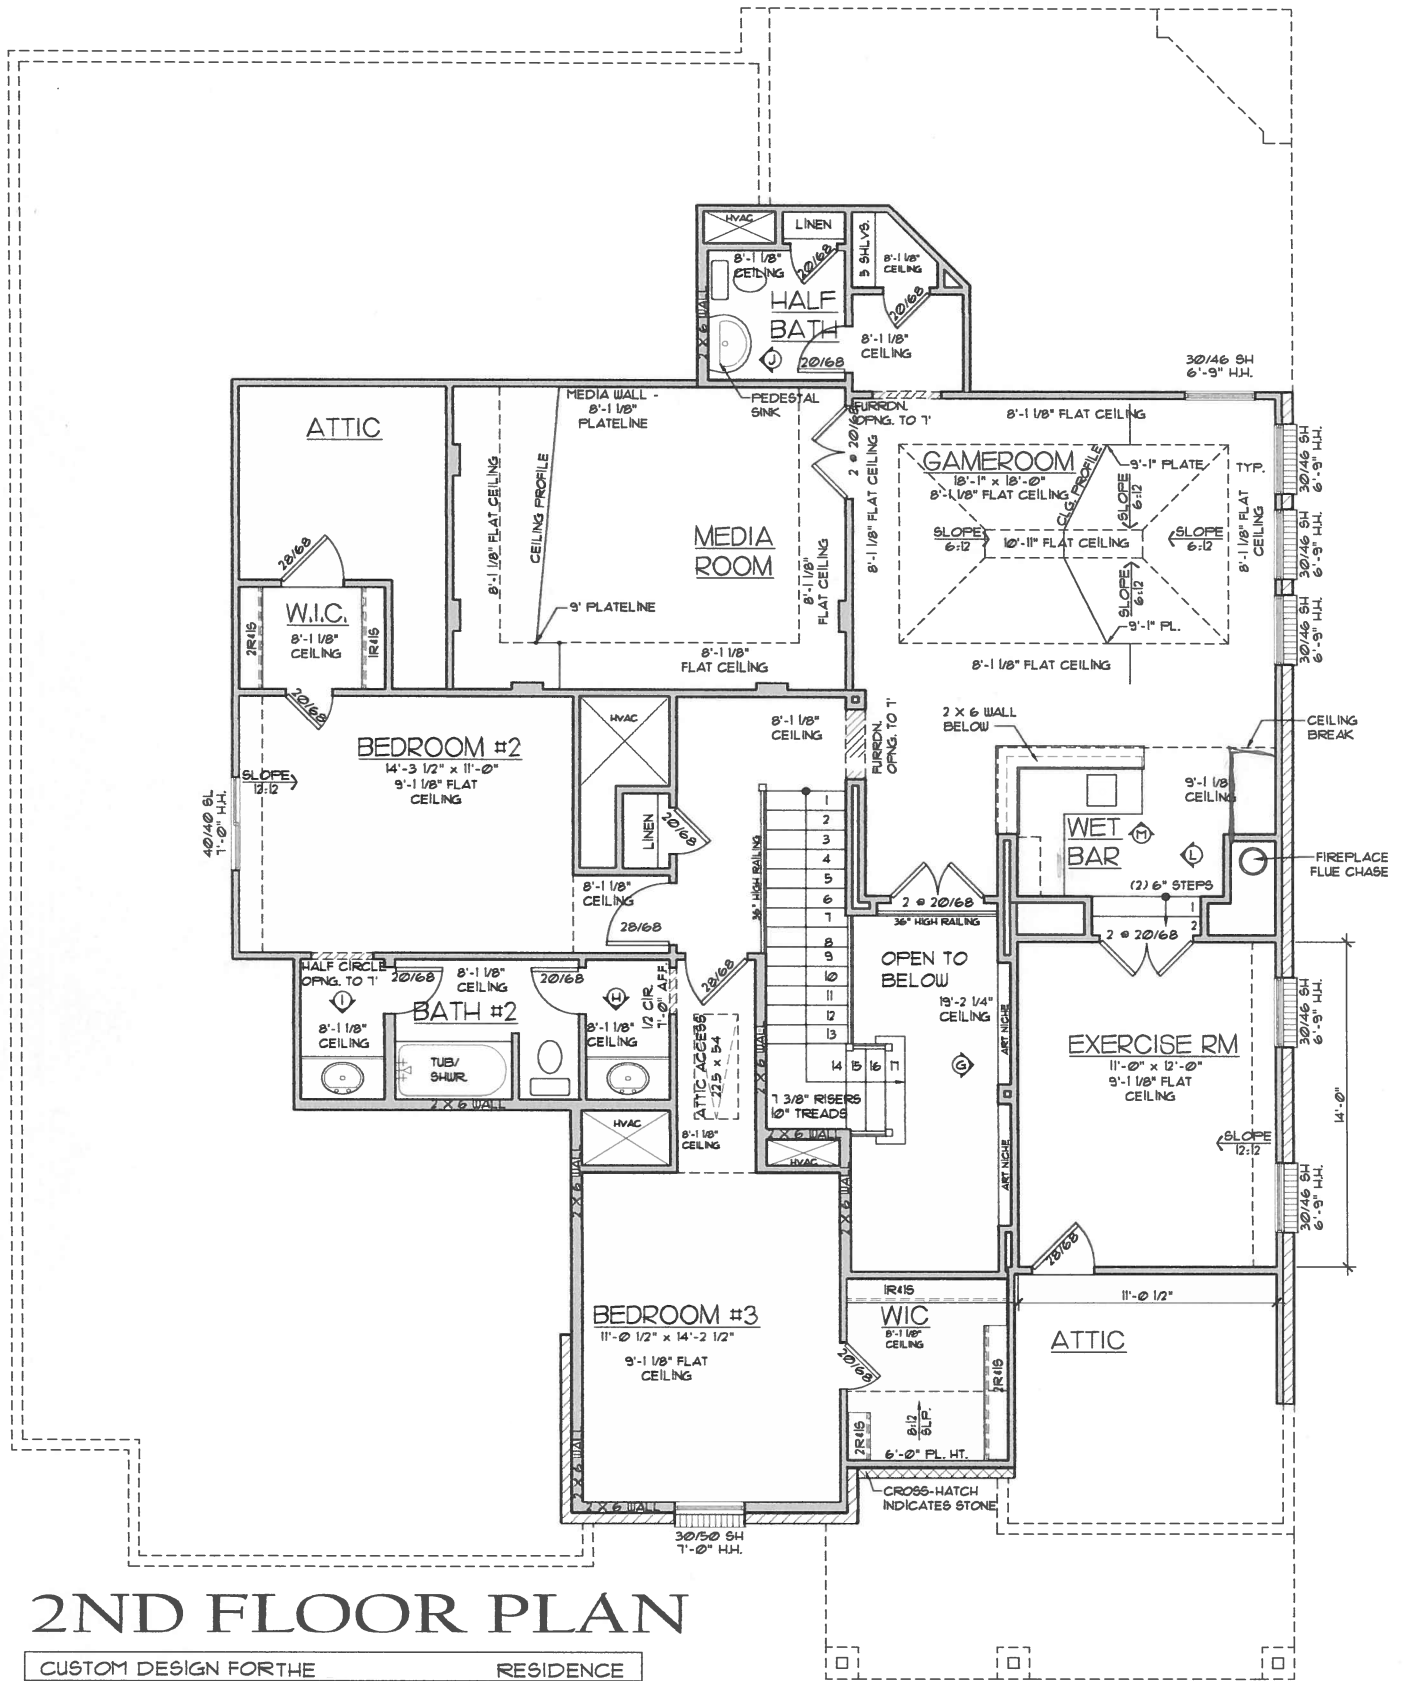 HVAC
LINEN
5 SHLVS.
8'-1 1/8"
CEILING
20/68
8'-1 1/8"
CEILING
20/68
HALF
BATH
2 X 6 WALL
J
20/68
8'-1 1/8"
CEILING
PEDESTAL
SINK
30/46 SH
6'-9" H.H.
ATTIC
28/68
MEDIA WALL -
8'-1 1/8"
PLATELINE
8'-1 1/8" FLAT CEILING
CEILING PROFILE
MEDIA
ROOM
8'-1 1/8"
FLAT CEILING
9' PLATELINE
8'-1 1/8"
FLAT CEILING
2 @ 20/68
FURRDN.
OPNG. TO 7'
8'-1 1/8" FLAT CEILING
8'-1 1/8" FLAT CEILING
GAMEROOM
18'-1" x 18'-0"
8'-1 1/8" FLAT CEILING
CLG. PROFILE
9'-1" PLATE
SLOPE
6:12
SLOPE
6:12
10'-11" FLAT CEILING
SLOPE
6:12
SLOPE
6:12
9'-1" PL.
TYP.
8'-1 1/8" FLAT
CEILING
8'-1 1/8" FLAT CEILING
30/46 SH
6'-9" H.H.
30/46 SH
6'-9" H.H.
30/46 SH
6'-9" H.H.
W.I.C.
8'-1 1/8"
CEILING
2R&1S
1R&1S
20/68
BEDROOM #2
14'-3 1/2" x 11'-0"
9'-1 1/8" FLAT
CEILING
SLOPE
12:12
40/40 SL
7'-0" H.H.
HVAC
LINEN
20/68
8'-1 1/8"
CEILING
FURRDN.
OPNG. TO 7'
2 X 6 WALL
BELOW
CEILING
BREAK
9'-1 1/8"
CEILING
WET
BAR
M
L
FIREPLACE
FLUE CHASE
(2) 6" STEPS
1
2
2 @ 20/68
36" HIGH RAILING
1
2
3
4
5
6
7
8
9
10
11
12
13
14 15 16 17
8'-1 1/8"
CEILING
28/68
2 @ 20/68
36" HIGH RAILING
OPEN TO
BELOW
19'-2 1/4"
CEILING
G
ART NICHE
ART NICHE
HALF CIRCLE
OPNG. TO 7'
I
8'-1 1/8"
CEILING
20/68
8'-1 1/8"
CEILING
BATH #2
20/68
TUB/
SHWR.
2 X 6 WALL
H
8'-1 1/8"
CEILING
1/2 CIR.
7'-0" AFF.
28/68
ATTIC ACCESS
22.5 x 54
2 X 6 WALL
7 3/8" RISERS
10" TREADS
2 X 6 WALL
HVAC
8'-1 1/8"
CEILING
HVAC
2 X 6 WALL
2 X 6 WALL
EXERCISE RM
11'-0" x 12'-0"
9'-1 1/8" FLAT
CEILING
SLOPE
12:12
30/46 SH
6'-9" H.H.
14'-0"
30/46 SH
6'-9" H.H.
28/68
BEDROOM #3
11'-0 1/2" x 14'-2 1/2"
9'-1 1/8" FLAT
CEILING
1R&1S
WIC
8'-1 1/8"
CEILING
20/68
2R&1S
2R&1S
8:12
SLP.
6'-0" PL. HT.
11'-0 1/2"
ATTIC
CROSS-HATCH
INDICATES STONE
2 X 6 WALL
2 X 6 WALL
30/50 SH
7'-0" H.H.
2ND FLOOR PLAN
CUSTOM DESIGN FOR THE RESIDENCE